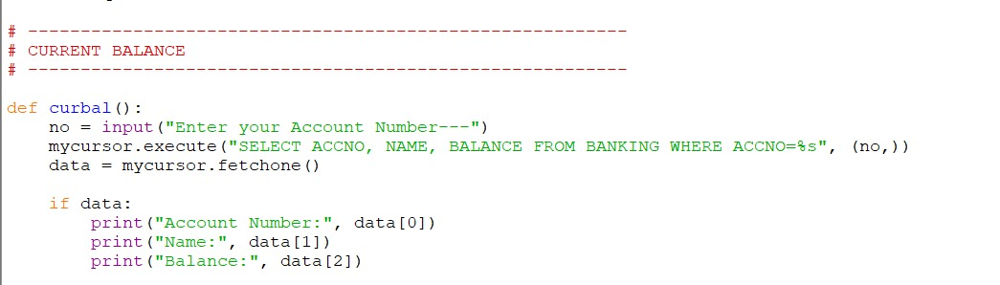 # ---------------------------------------------------------
# CURRENT BALANCE
# ---------------------------------------------------------
def curbal():
    no = input("Enter your Account Number---")
    mycursor.execute("SELECT ACCNO, NAME, BALANCE FROM BANKING WHERE ACCNO=%s", (no,))
    data = mycursor.fetchone()
    if data:
        print("Account Number:", data[0])
        print("Name:", data[1])
        print("Balance:", data[2])